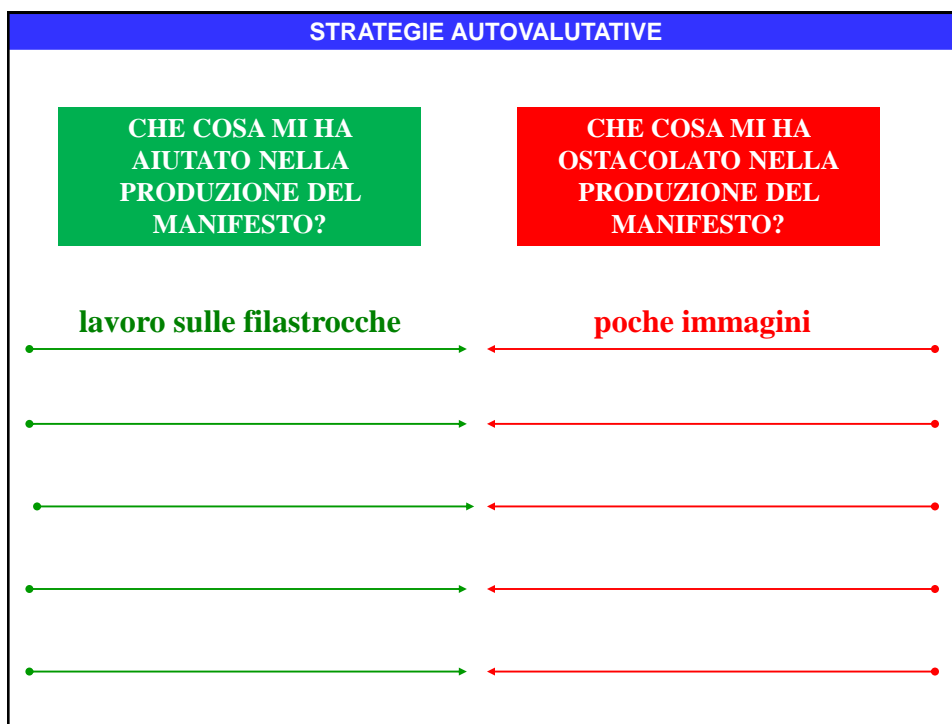 STRATEGIE AUTOVALUTATIVE
CHE COSA MI HA
AIUTATO NELLA
PRODUZIONE DEL
MANIFESTO?
CHE COSA MI HA
OSTACOLATO NELLA
PRODUZIONE DEL
MANIFESTO?
lavoro sulle filastrocche
poche immagini